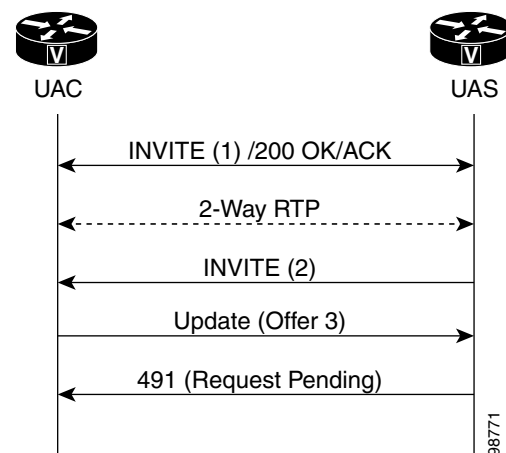 V V
UAC UAS
INVITE (1) /200 OK/ACK
2-Way RTP
INVITE (2)
Update (Offer 3)
491 (Request Pending)
98771